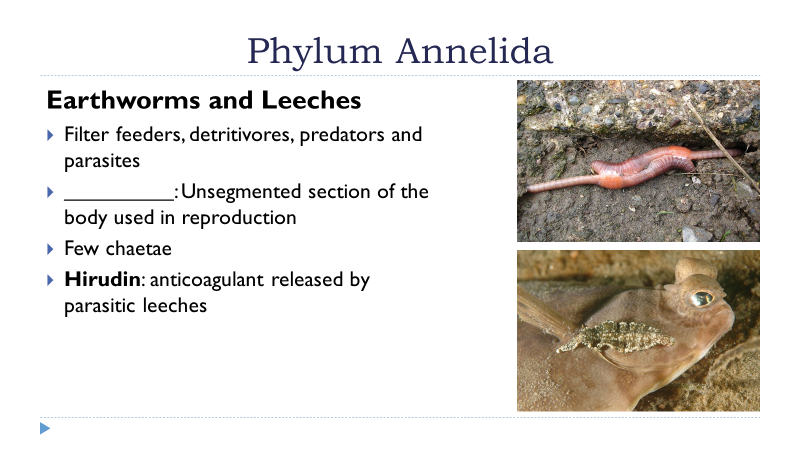 Phylum Annelida
Earthworms and Leeches
Filter feeders, detritivores, predators and
parasites
__________: Unsegmented section of the
body used in reproduction
Few chaetae
Hirudin: anticoagulant released by
parasitic leeches